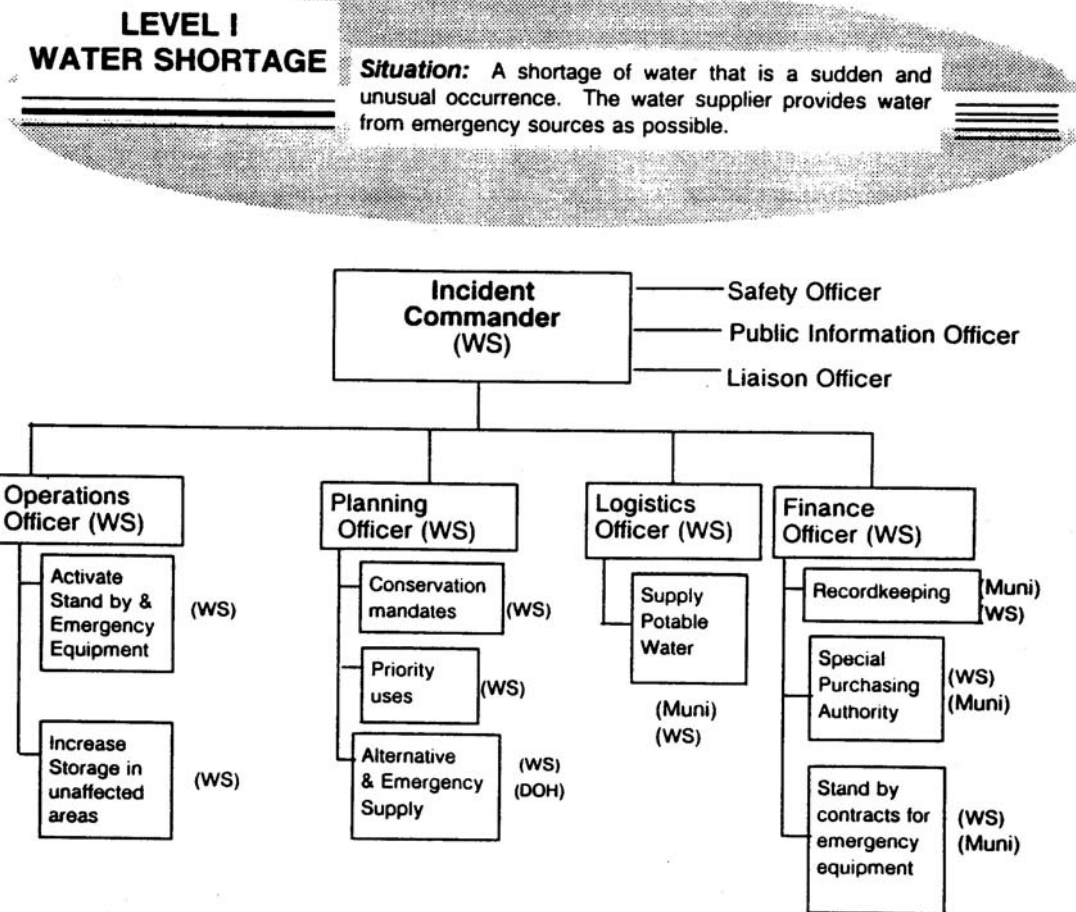 LEVEL I
WATER SHORTAGE
Situation: A shortage of water that is a sudden and
unusual occurrence. The water supplier provides water
from emergency sources as possible.
Incident
Commander
(WS)
Safety Officer
Public Information Officer
Liaison Officer
Operations
Officer (WS)
Activate
Stand by &
Emergency
Equipment
(WS)
Increase
Storage in
unaffected
areas
(WS)
Planning
Officer (WS)
Conservation
mandates
(WS)
Priority
uses
(WS)
Alternative
& Emergency
Supply
(WS)
(DOH)
Logistics
Officer (WS)
Supply
Potable
Water
(Muni)
(WS)
Finance
Officer (WS)
Recordkeeping
(Muni)
(WS)
Special
Purchasing
Authority
(WS)
(Muni)
Stand by
contracts for
emergency
equipment
(WS)
(Muni)